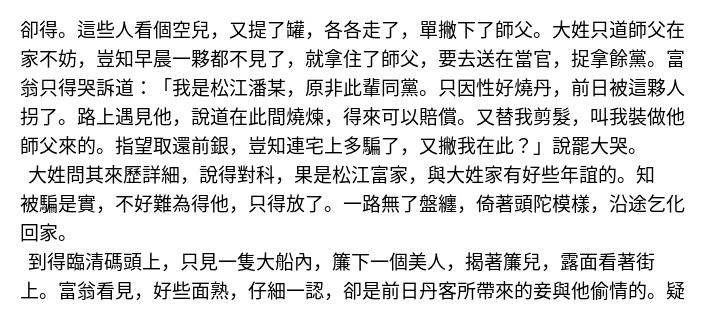 卻得。這些人看個空兒，又提了罐，各各走了，單撇下了師父。大姓只道師父在
家不妨，豈知早晨一夥都不見了，就拿住了師父，要去送在當官，捉拿餘黨。富
翁只得哭訴道：「我是松江潘某，原非此輩同黨。只因性好燒丹，前日被這夥人
拐了。路上遇見他，說道在此間燒煉，得來可以賠償。又替我剪髮，叫我裝做他
師父來的。指望取還前銀，豈知連宅上多騙了，又撇我在此？」說罷大哭。
大姓問其來歷詳細，說得對科，果是松江富家，與大姓家有好些年誼的。知
被騙是實，不好難為得他，只得放了。一路無了盤纏，倚著頭陀模樣，沿途乞化
回家。
到得臨清碼頭上，只見一隻大船內，簾下一個美人，揭著簾兒，露面看著街
上。富翁看見，好些面熟，仔細一認，卻是前日丹客所帶來的妾與他偷情的。疑